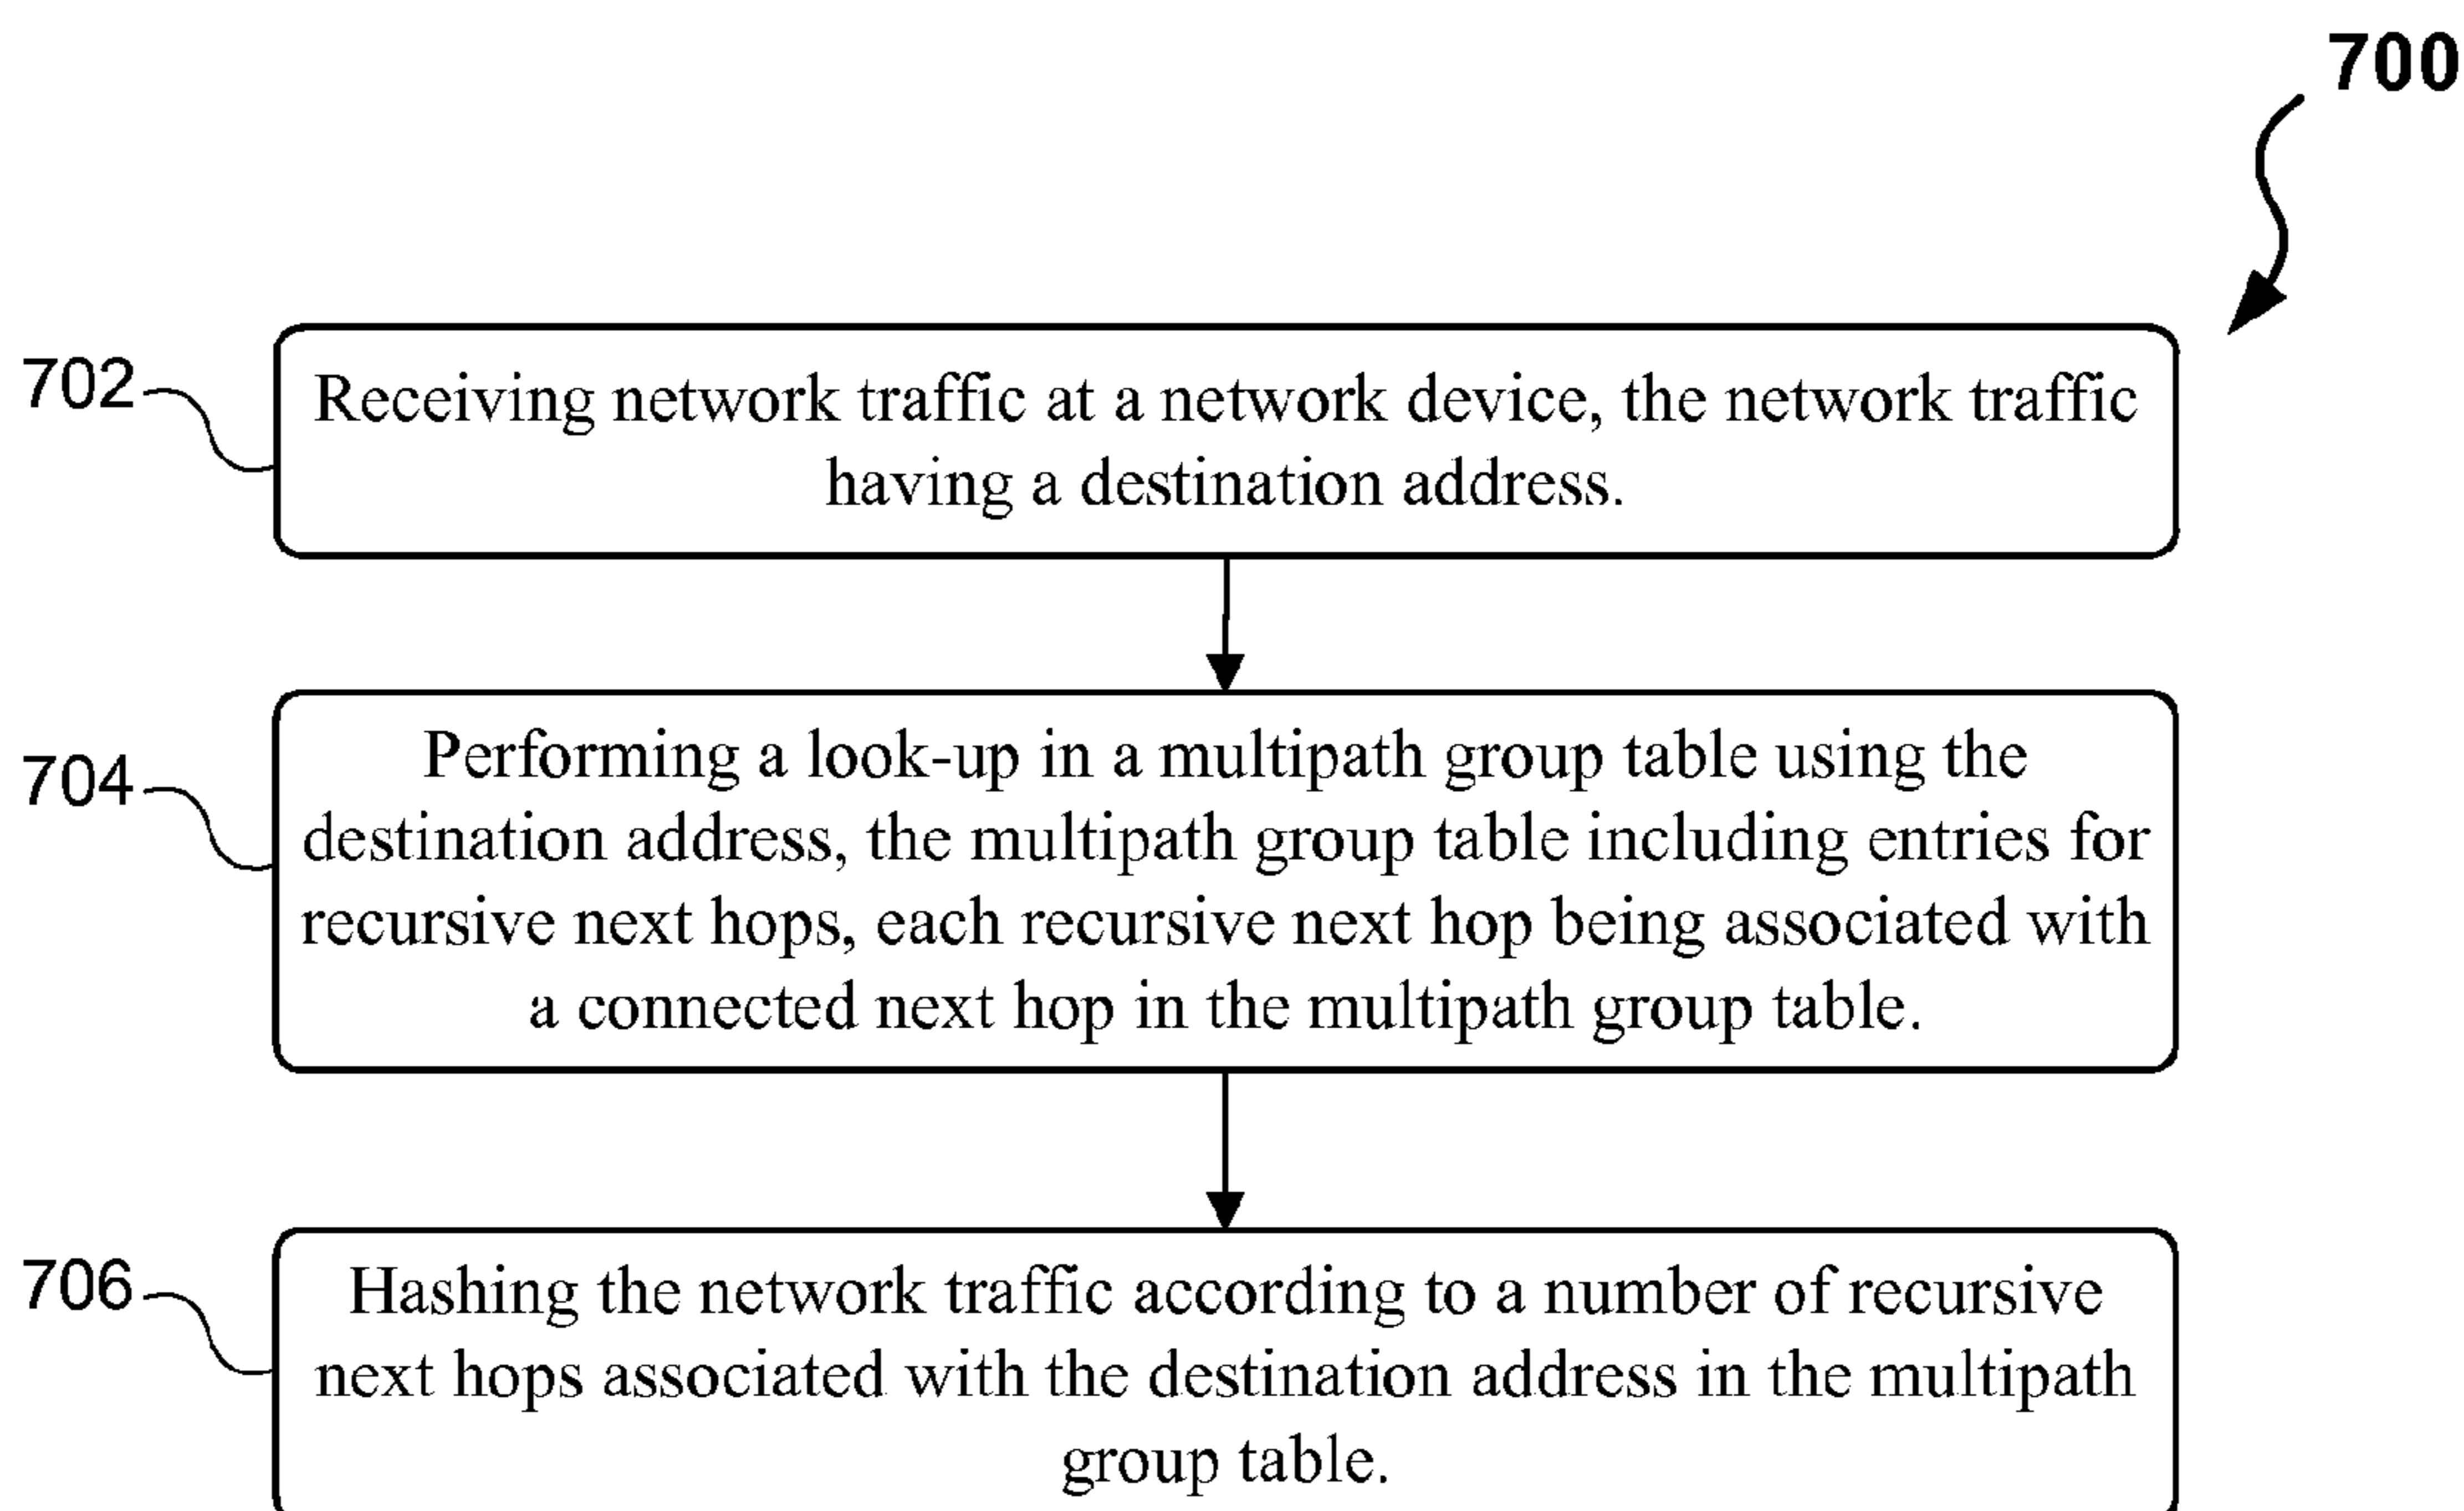 700
702
Receiving network traffic at a network device, the network traffic
having a destination address.
704
Performing a look-up in a multipath group table using the
destination address, the multipath group table including entries for
recursive next hops, each recursive next hop being associated with
a connected next hop in the multipath group table.
706
Hashing the network traffic according to a number of recursive
next hops associated with the destination address in the multipath
group table.